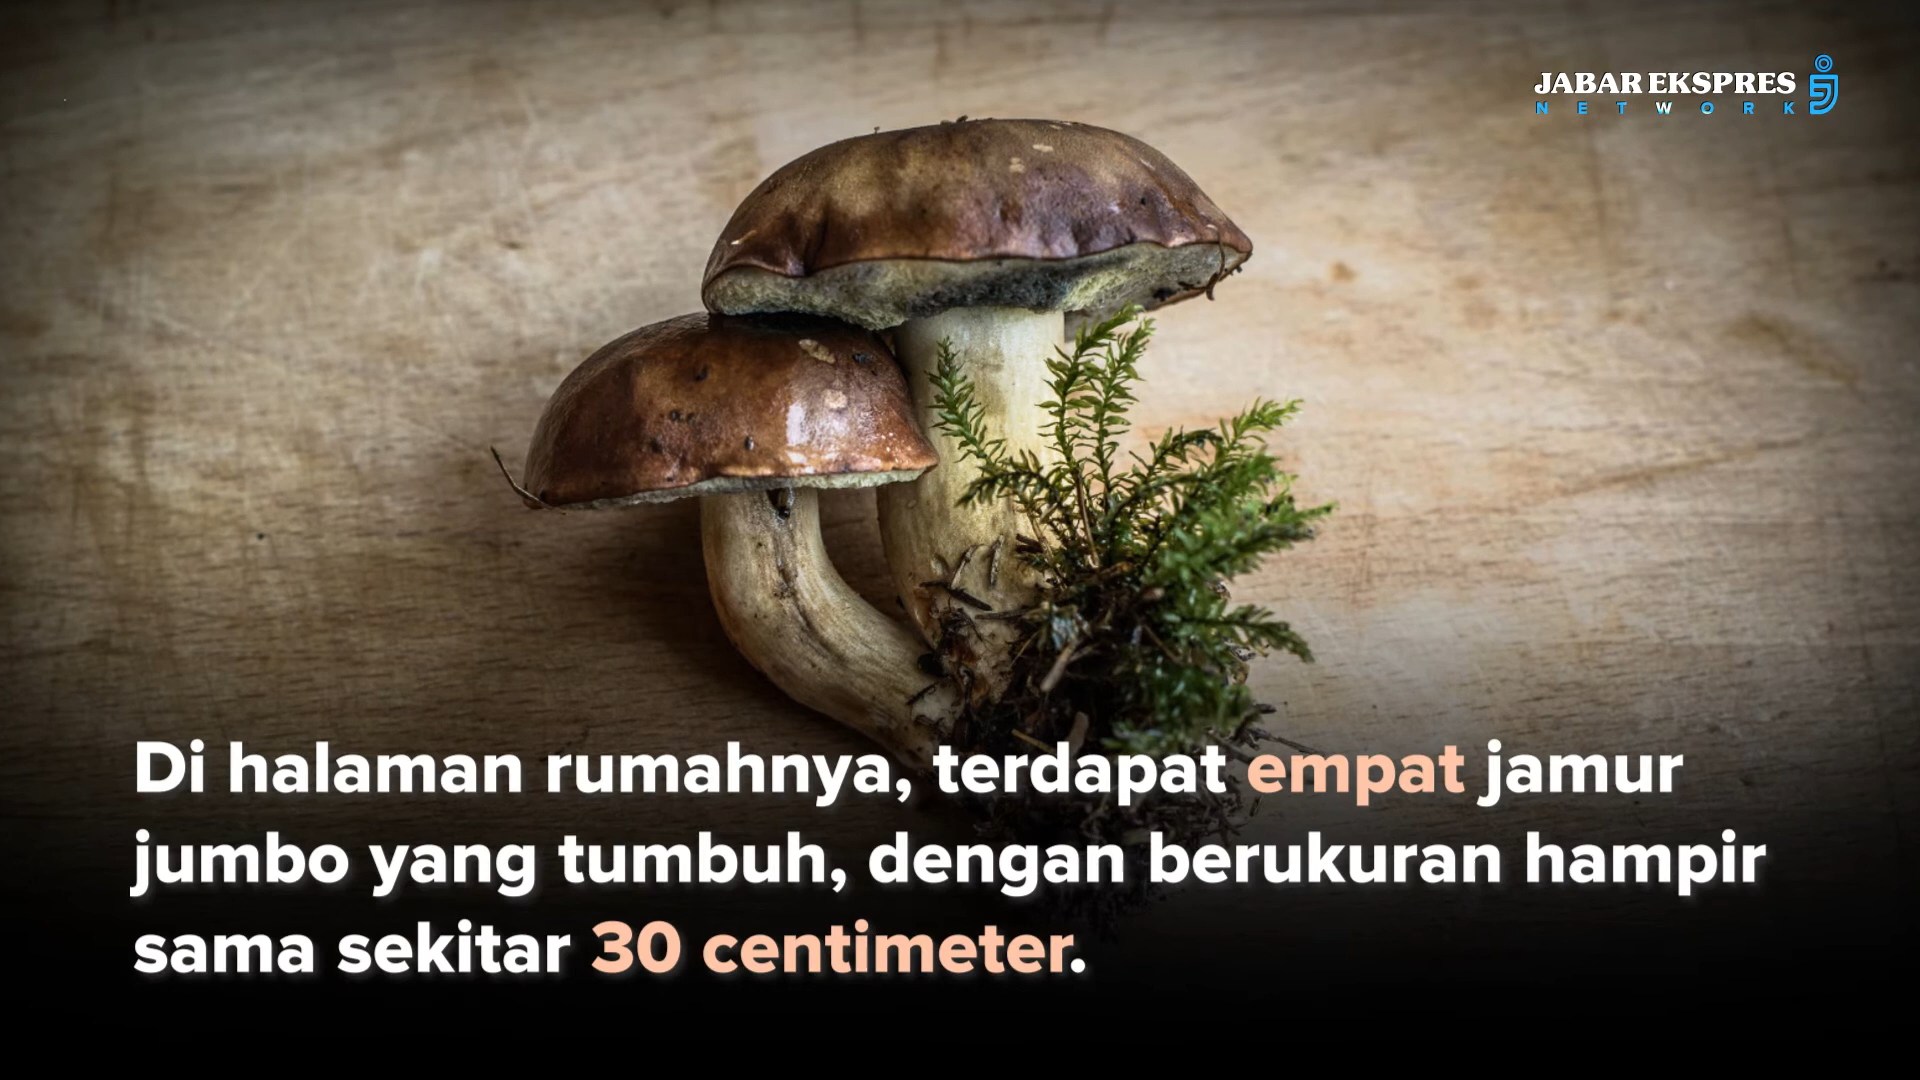 JABAR EKSPRES
NETWORK
Di halaman rumahnya, terdapat empat jamur
jumbo yang tumbuh, dengan berukuran hampir
sama sekitar 30 centimeter.